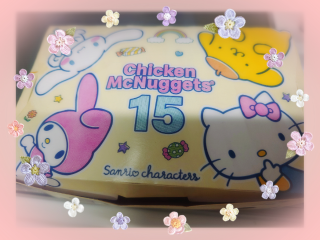 Chicken
McNuggets®
15
Sanrio characters